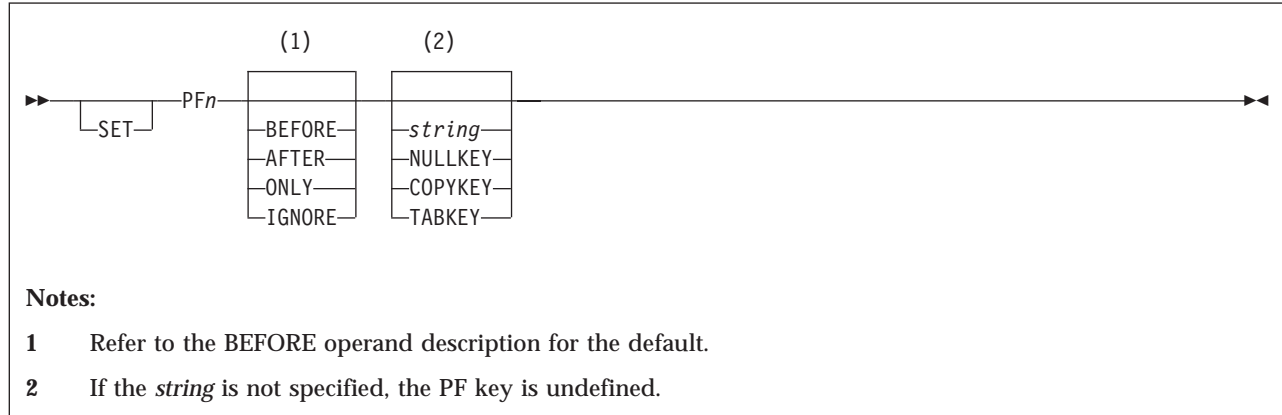 (1) (2)
►►─ PFn ─►◄
SET BEFORE string
AFTER NULLKEY
ONLY COPYKEY
IGNORE TABKEY
Notes:
1 Refer to the BEFORE operand description for the default.
2 If the string is not specified, the PF key is undefined.